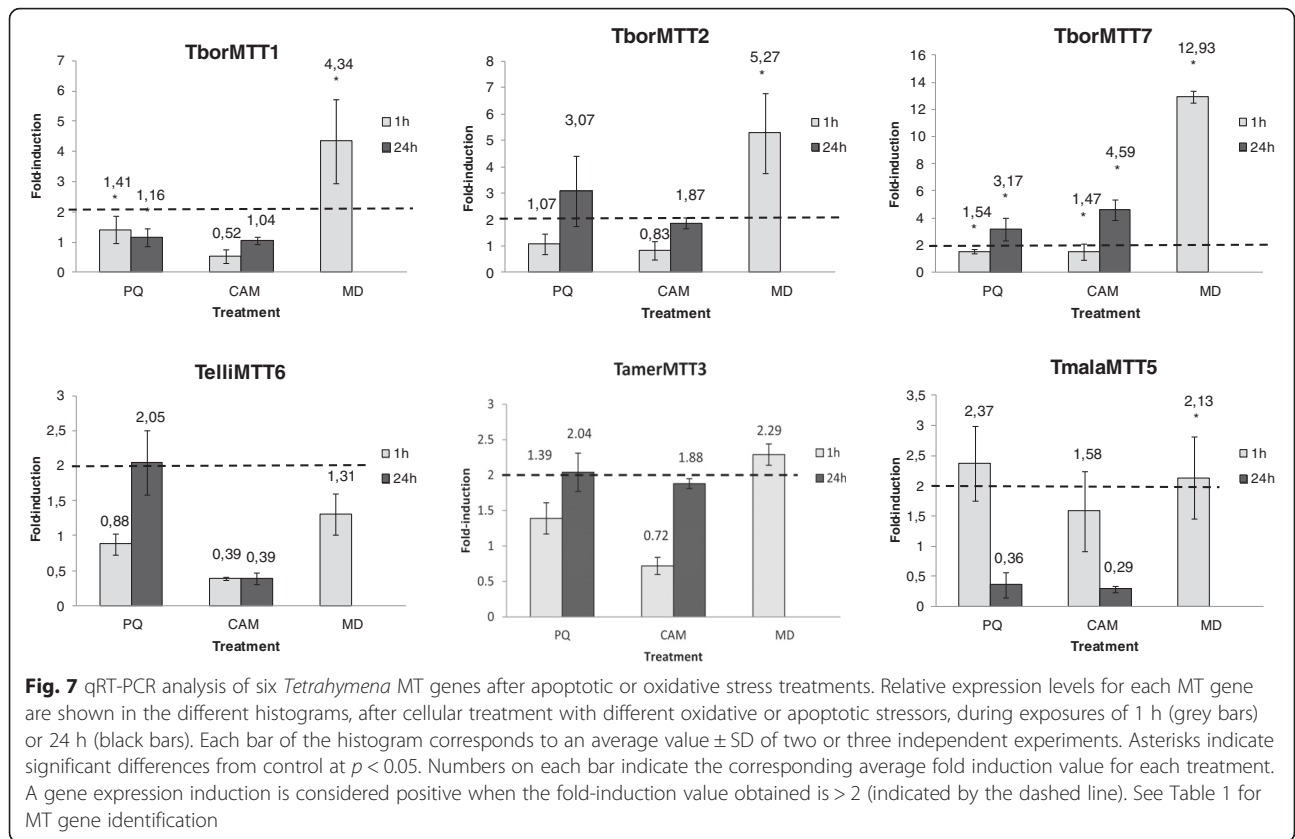 TborMTT1
7
6
5
4
3
2
1
0
Fold-induction
1,41
*
1,16
*
0,52
1,04
4,34
*
1h
24h
PQ CAM MD
Treatment
TborMTT2
8
7
6
5
4
3
2
1
0
Fold-induction
1,07
3,07
0,83
1,87
5,27
*
1h
24h
PQ CAM MD
Treatment
TborMTT7
16
14
12
10
8
6
4
2
0
Fold-induction
1,54
*
3,17
*
1,47
*
4,59
*
12,93
*
1h
24h
PQ CAM MD
Treatment
TelliMTT6
3
2,5
2
1,5
1
0,5
0
Fold-induction
0,88
2,05
0,39
0,39
1,31
1h
24h
PQ CAM MD
Treatment
TamerMTT3
3
2.5
2
1.5
1
0.5
0
Fold-induction
1.39
2.04
0.72
1.88
2.29
1h
24h
PQ CAM MD
Treatment
TmalaMTT5
3,5
3
2,5
2
1,5
1
0,5
0
Fold-induction
2,37
0,36
1,58
0,29
2,13
*
1h
24h
PQ CAM MD
Treatment
Fig. 7 qRT-PCR analysis of six Tetrahymena MT genes after apoptotic or oxidative stress treatments. Relative expression levels for each MT gene
are shown in the different histograms, after cellular treatment with different oxidative or apoptotic stressors, during exposures of 1 h (grey bars)
or 24 h (black bars). Each bar of the histogram corresponds to an average value ± SD of two or three independent experiments. Asterisks indicate
significant differences from control at p < 0.05. Numbers on each bar indicate the corresponding average fold induction value for each treatment.
A gene expression induction is considered positive when the fold-induction value obtained is > 2 (indicated by the dashed line). See Table 1 for
MT gene identification